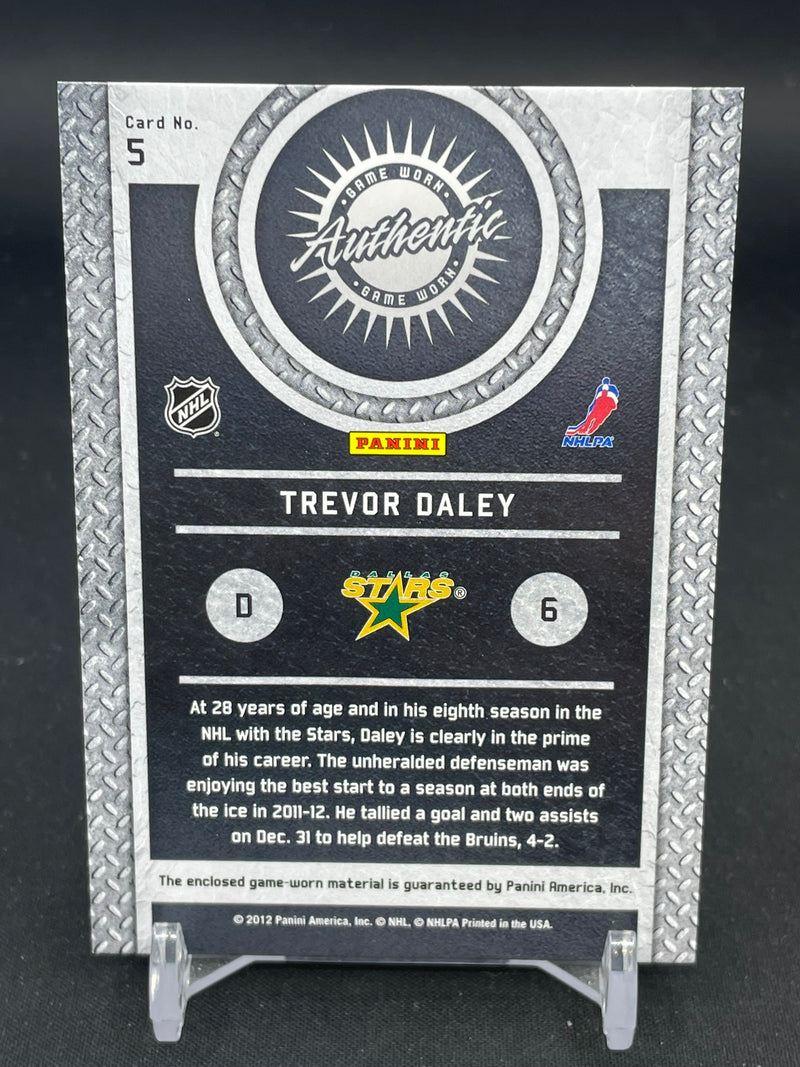 Card No.
5
• GAME WORN •
Authentic
• GAME WORN •
NHL
NHLPA
PANINI
TREVOR DALEY
D
DALLAS
STARS®
6
At 28 years of age and in his eighth season in the
NHL with the Stars, Daley is clearly in the prime
of his career. The unheralded defenseman was
enjoying the best start to a season at both ends of
the ice in 2011-12. He tallied a goal and two assists
on Dec. 31 to help defeat the Bruins, 4-2.
The enclosed game-worn material is guaranteed by Panini America, Inc.
© 2012 Panini America, Inc. © NHL. © NHLPA Printed in the USA.